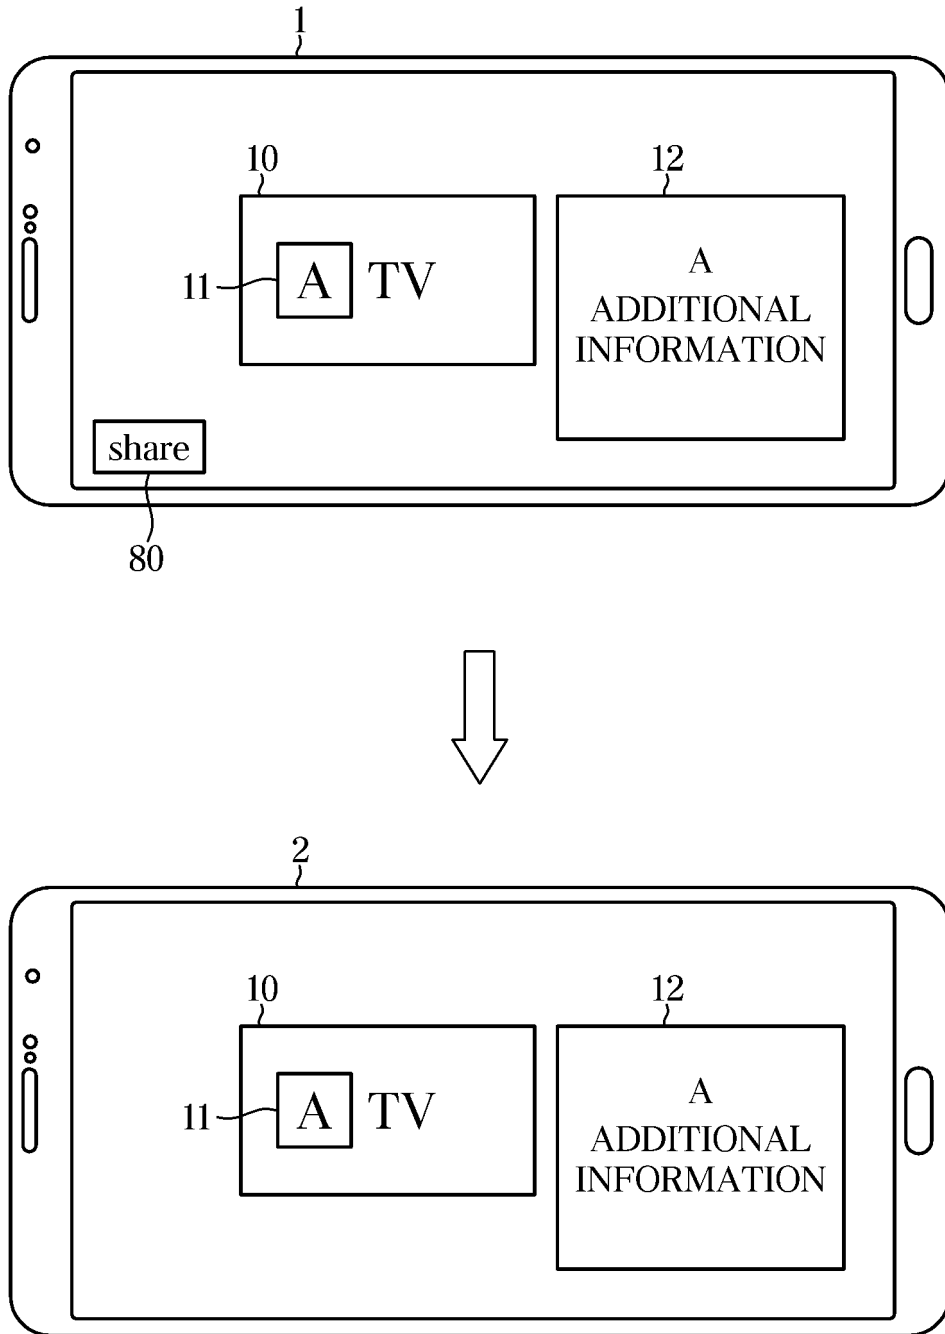 1
10
12
11
A TV
A
ADDITIONAL
INFORMATION
share
80
2
10
12
11
A TV
A
ADDITIONAL
INFORMATION